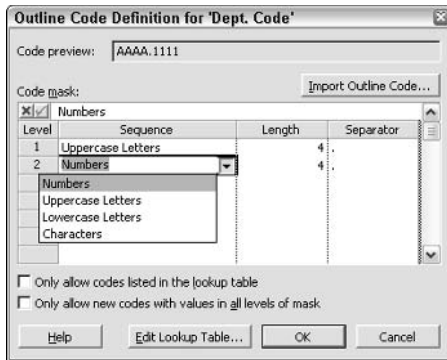 Outline Code Definition for 'Dept. Code'
Code preview: AAAA.1111
Import Outline Code...
Code mask:
Numbers
Level Sequence Length Separator
1 Uppercase Letters 4 .
2 Numbers 4 .
Numbers
Uppercase Letters
Lowercase Letters
Characters
Only allow codes listed in the lookup table
Only allow new codes with values in all levels of mask
Help Edit Lookup Table... OK Cancel